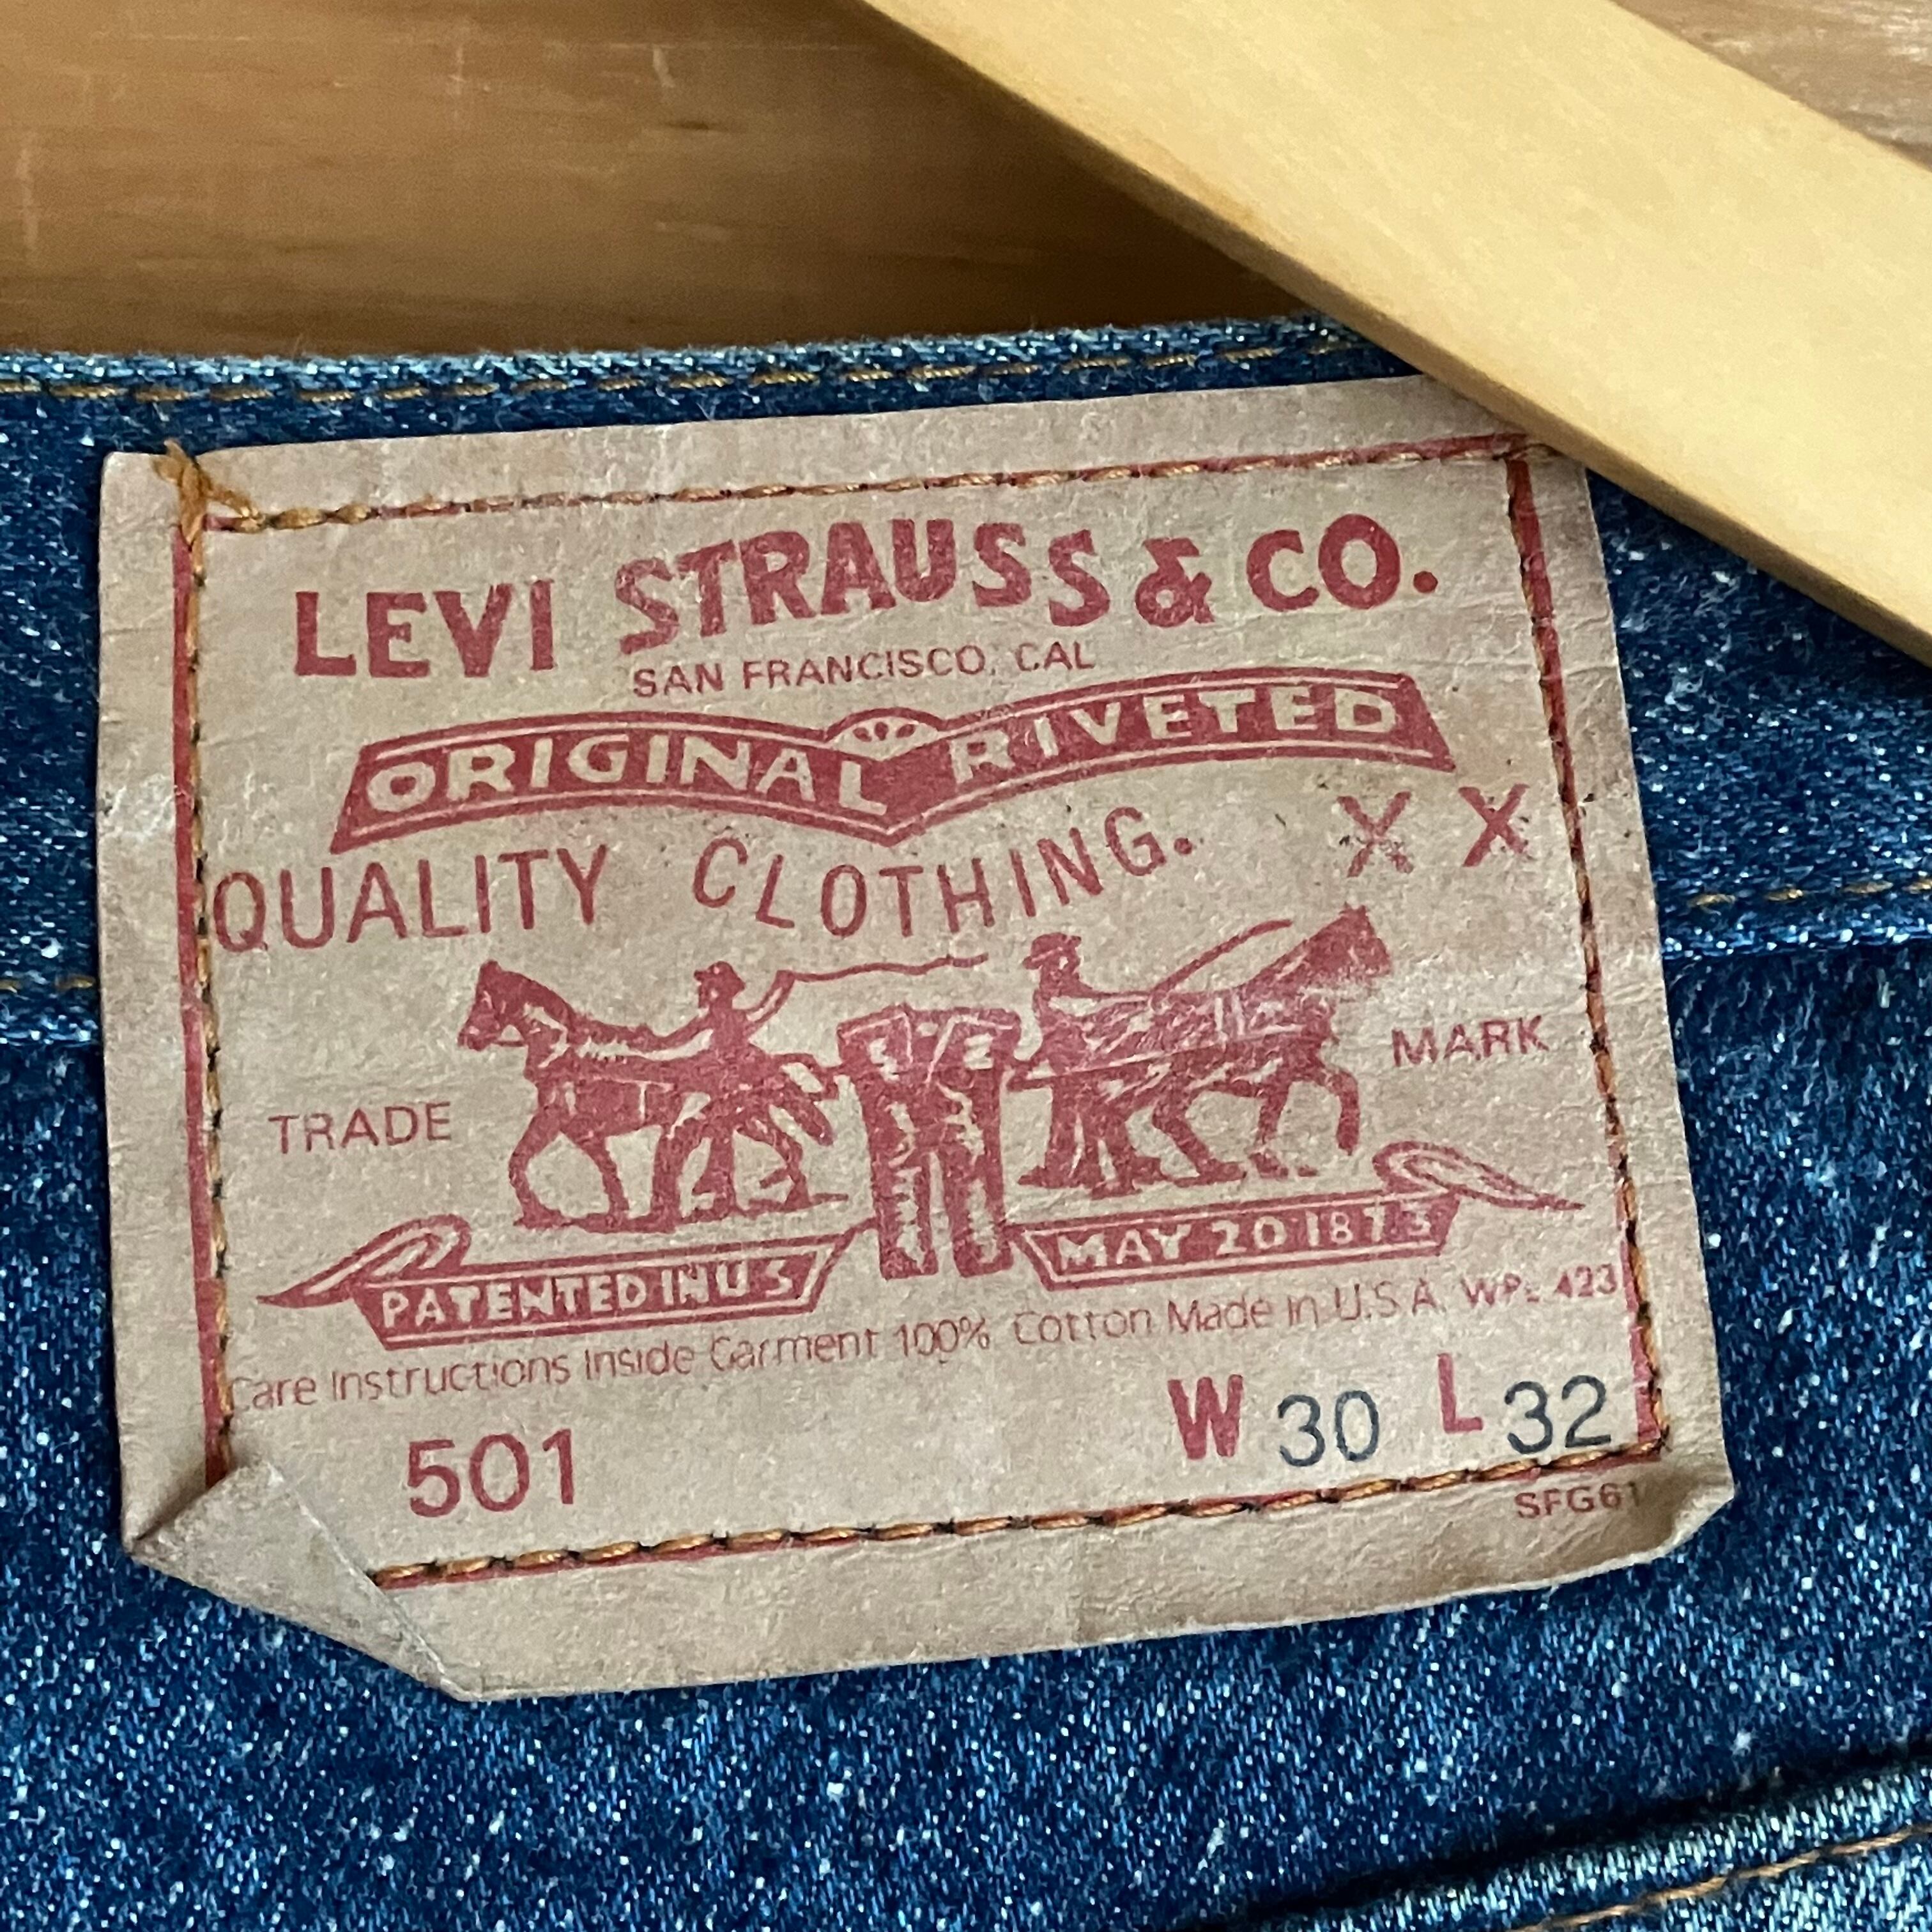 LEVI STRAUSS & CO.
SAN FRANCISCO, CAL
ORIGINAL RIVETED
QUALITY CLOTHING. XX
TRADE MARK
PATENTED IN U S MAY 20 1873
Care Instructions Inside Garment 100% Cotton Made in U.S.A. WPL 423
501 W 30 L 32
SFG61